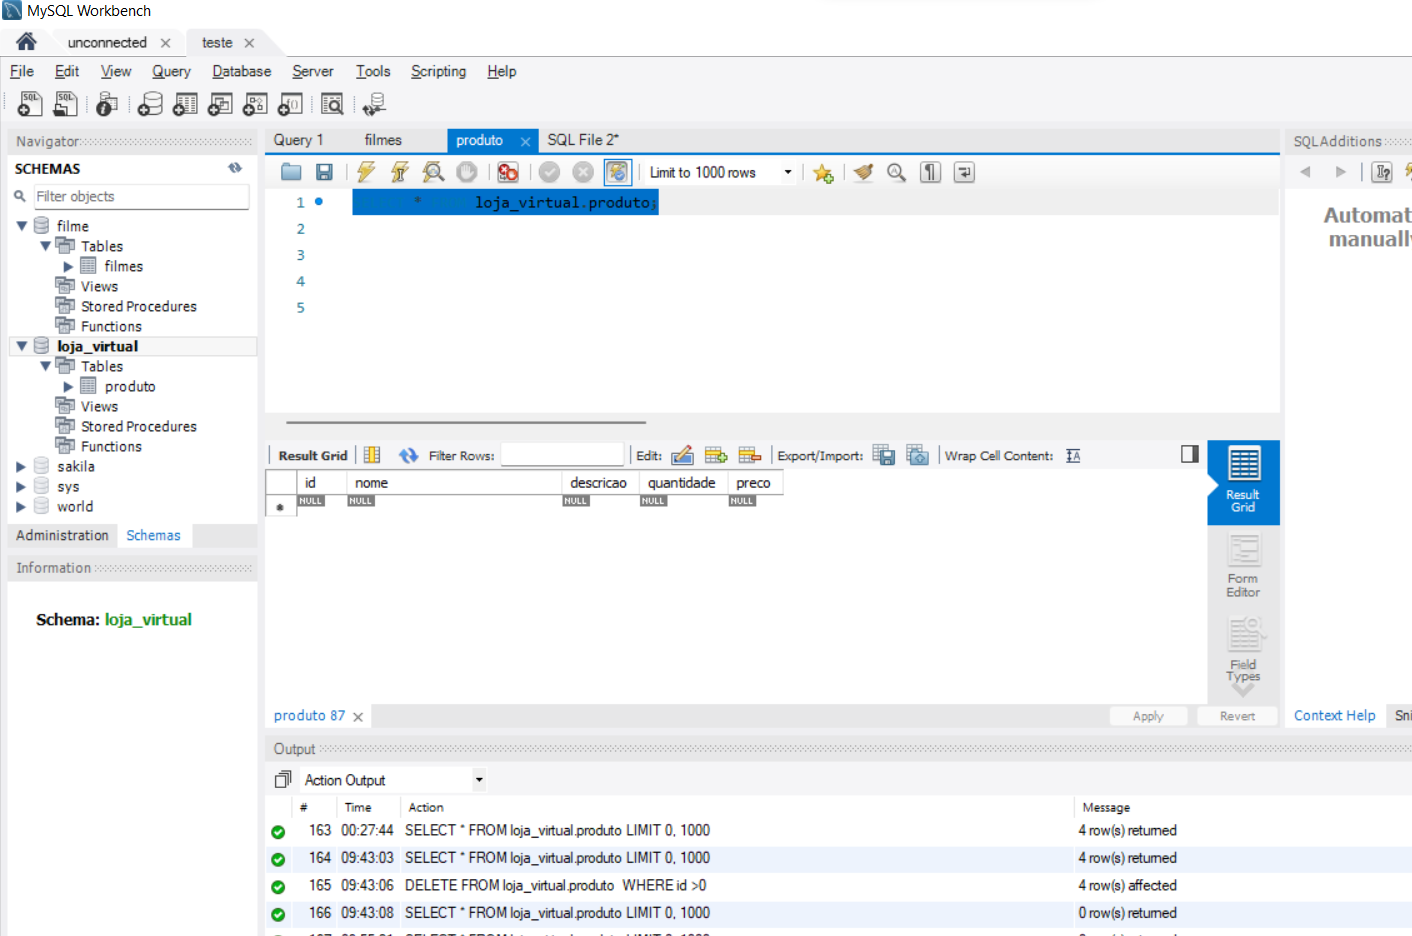 MySQL Workbench
unconnected
teste
File Edit View Query Database Server Tools Scripting Help
Navigator
SCHEMAS
Filter objects
filme
Tables
filmes
Views
Stored Procedures
Functions
loja_virtual
Tables
produto
Views
Stored Procedures
Functions
sakila
sys
world
Administration Schemas
Information
Schema: loja_virtual
Query 1 filmes produto SQL File 2*
Limit to 1000 rows
1 * loja_virtual.produto;
2
3
4
5
Result Grid Filter Rows: Edit: Export/Import: Wrap Cell Content:
id nome descricao quantidade preco
NULL NULL NULL NULL NULL
Result
Grid
Form
Editor
Field
Types
produto 87
Apply Revert
SQLAdditions
Automat
manually
Context Help Sni
Output
Action Output
# Time Action Message
163 00:27:44 SELECT * FROM loja_virtual.produto LIMIT 0, 1000 4 row(s) returned
164 09:43:03 SELECT * FROM loja_virtual.produto LIMIT 0, 1000 4 row(s) returned
165 09:43:06 DELETE FROM loja_virtual.produto WHERE id >0 4 row(s) affected
166 09:43:08 SELECT * FROM loja_virtual.produto LIMIT 0, 1000 0 row(s) returned